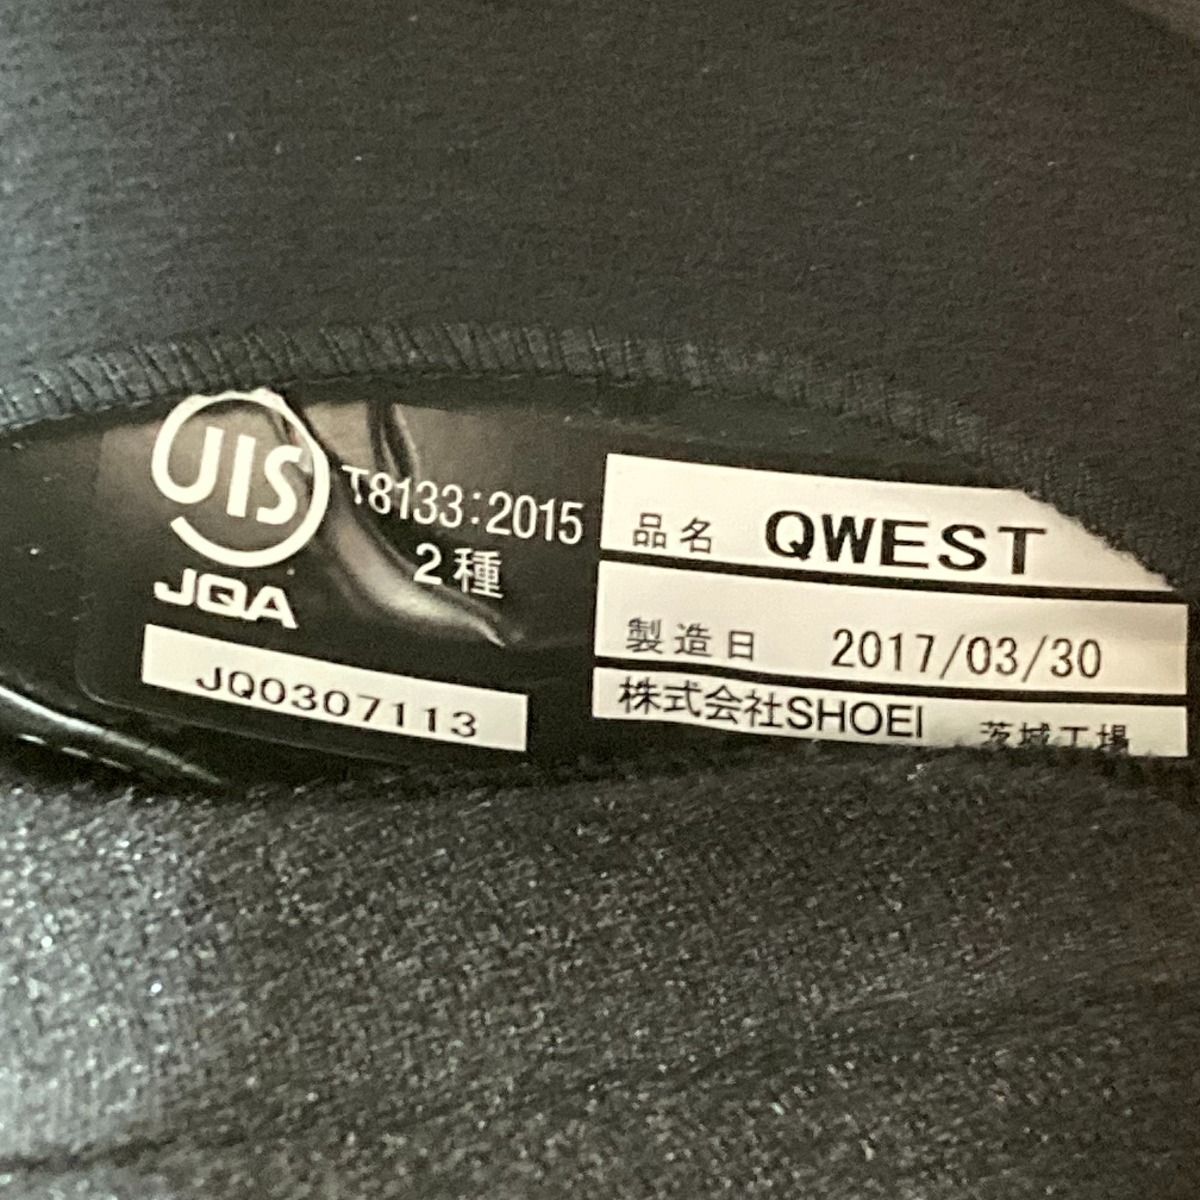 JIS
T8133:2015
2種
JQA
JQ0307113
品名 QWEST
製造日 2017/03/30
株式会社SHOEI 茨城工場